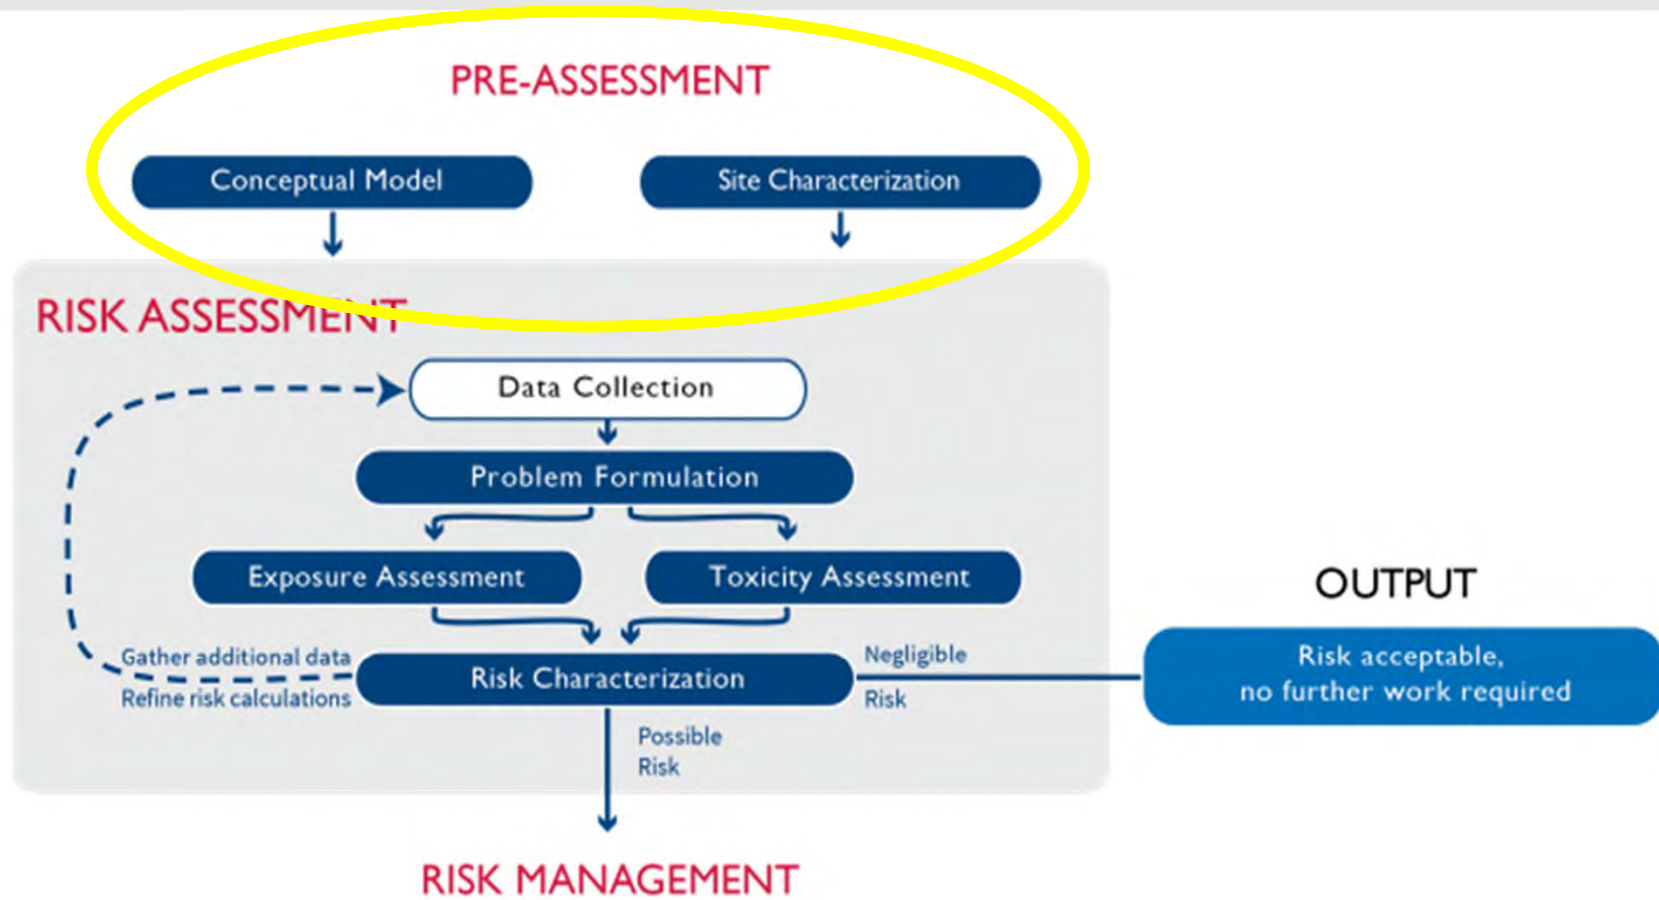 PRE-ASSESSMENT
Conceptual Model
Site Characterization
RISK ASSESSMENT
Data Collection
Problem Formulation
Exposure Assessment
Toxicity Assessment
Gather additional data
Refine risk calculations
Risk Characterization
Negligible
Risk
Possible
Risk
OUTPUT
Risk acceptable,
no further work required
RISK MANAGEMENT